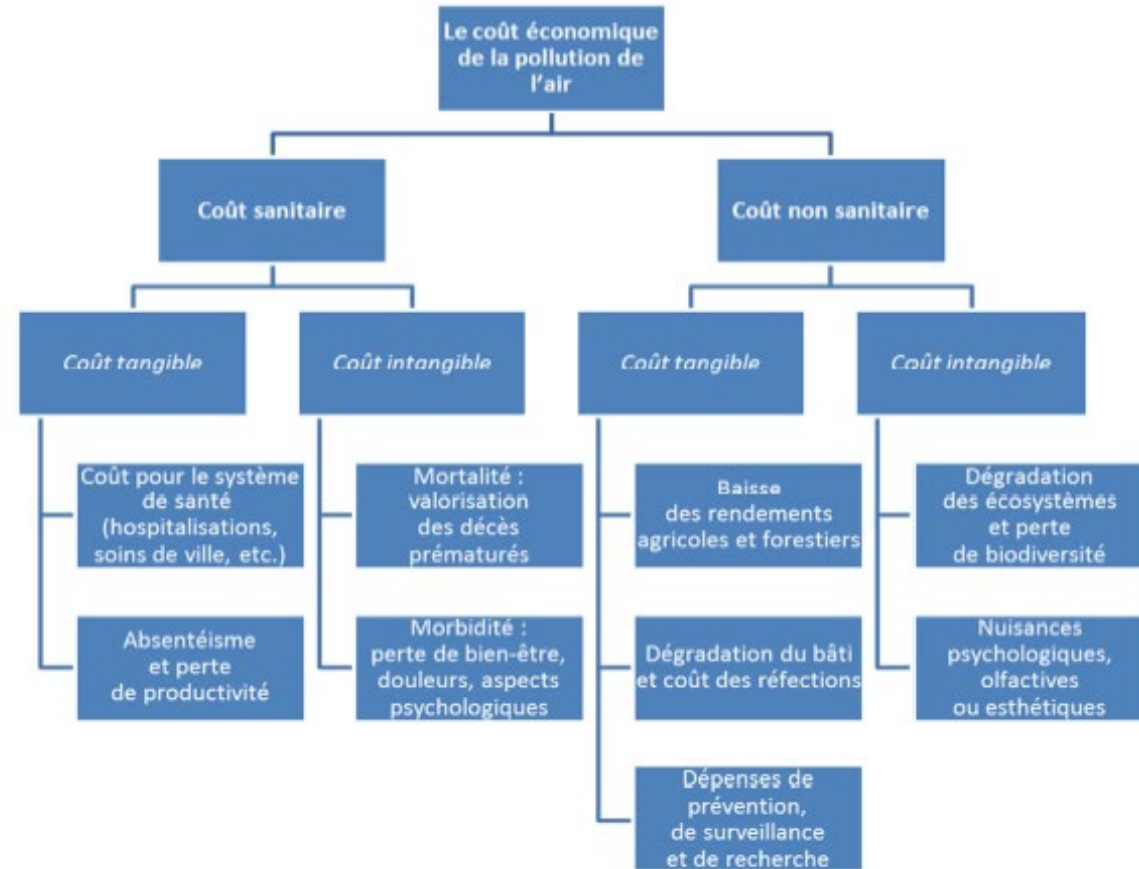 Le coût économique
de la pollution de
l'air
Coût sanitaire
Coût non sanitaire
Coût tangible
Coût intangible
Coût tangible
Coût intangible
Coût pour le système
de santé
(hospitalisations,
soins de ville, etc.)
Mortalité :
valorisation
des décès
prématurés
Baisse
des rendements
agricoles et forestiers
Dégradation
des écosystèmes
et perte
de biodiversité
Absentéisme
et perte
de productivité
Morbidité :
perte de bien-être,
douleurs, aspects
psychologiques
Dégradation du bâti
et coût des réfections
Nuisances
psychologiques,
olfactives
ou esthétiques
Dépenses de
prévention,
de surveillance
et de recherche